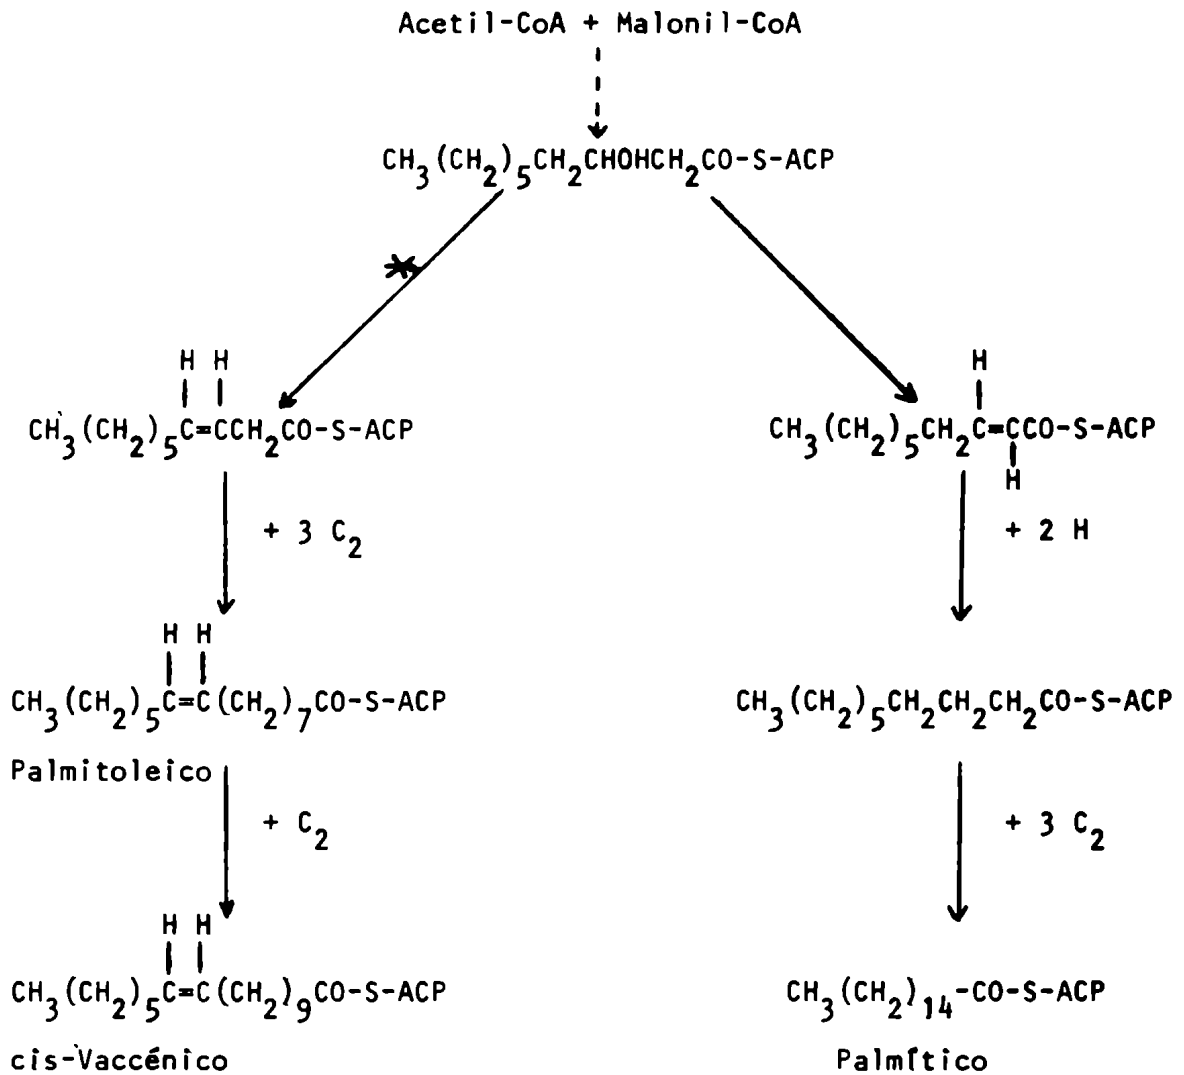 Acetil-CoA + Malonil-CoA
CH3(CH2)5CH2CHOHCH2CO-S-ACP
*
H H
CH3(CH2)5C=CCH2CO-S-ACP
H
CH3(CH2)5CH2C=CCO-S-ACP
H
+ 3 C2
+ 2 H
H H
CH3(CH2)5C=C(CH2)7CO-S-ACP
Palmitoleico
CH3(CH2)5CH2CH2CH2CO-S-ACP
+ C2
+ 3 C2
H H
CH3(CH2)5C=C(CH2)9CO-S-ACP
cis-Vaccénico
CH3(CH2)14-CO-S-ACP
Palmítico